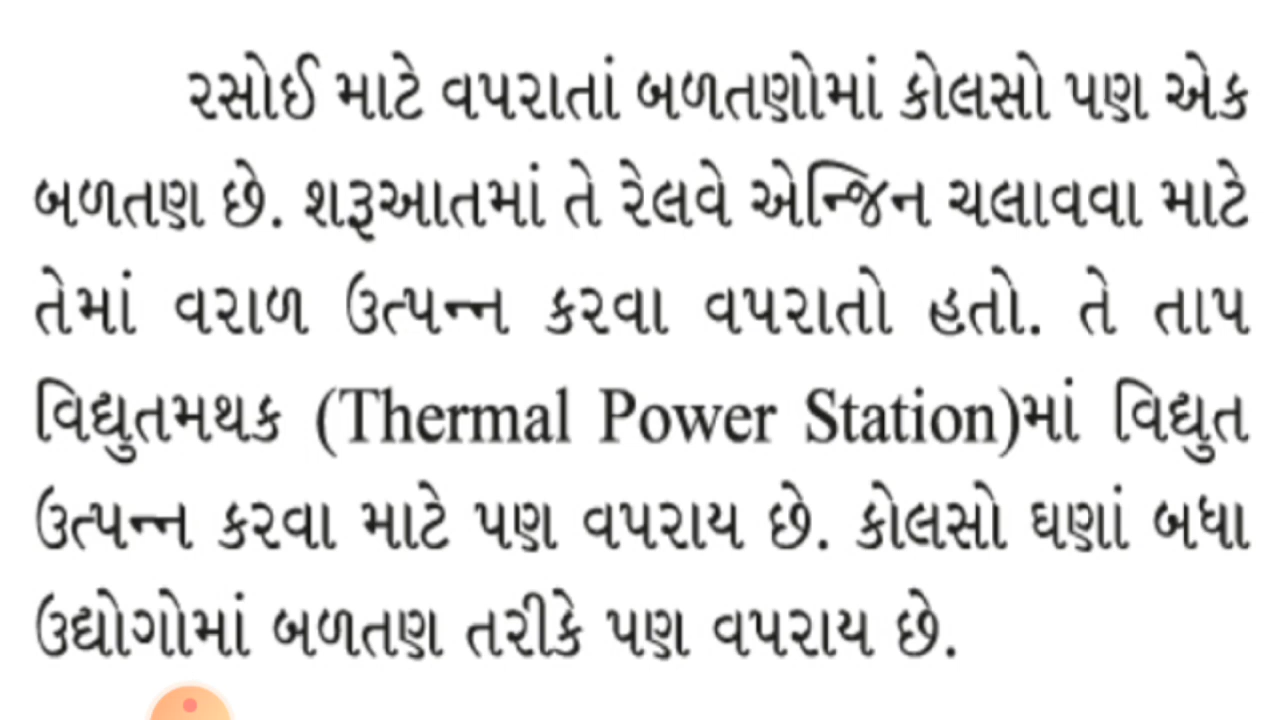 રસોઈ માટે વપરાતાં બળતણોમાં કોલસો પણ એક
બળતણ છે. શરૂઆતમાં તે રેલવે એન્જિન ચલાવવા માટે
તેમાં વરાળ ઉત્પન્ન કરવા વપરાતો હતો. તે તાપ
વિદ્યુતમથક (Thermal Power Station)માં વિદ્યુત
ઉત્પન્ન કરવા માટે પણ વપરાય છે. કોલસો ઘણાં બધા
ઉદ્યોગોમાં બળતણ તરીકે પણ વપરાય છે.